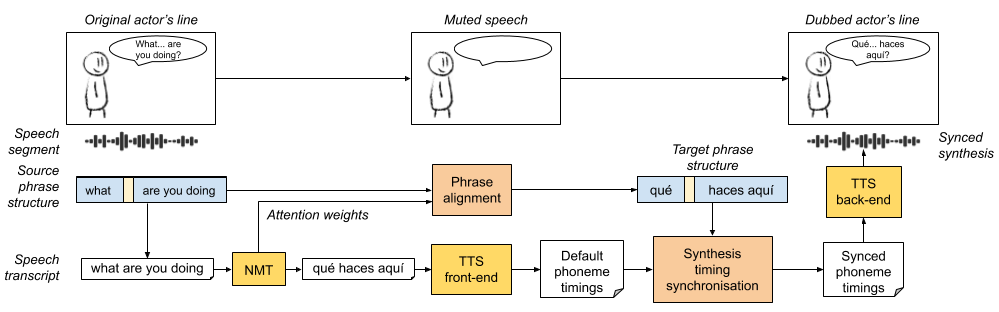 Original actor's line
Muted speech
Dubbed actor's line
What... are
you doing?
Qué... haces
aquí?
Speech
segment
Synced
synthesis
Source
phrase
structure
what
are you doing
Phrase
alignment
Target phrase
structure
qué
haces aquí
TTS
back-end
Attention weights
Speech
transcript
what are you doing
NMT
qué haces aquí
TTS
front-end
Default
phoneme
timings
Synthesis
timing
synchronisation
Synced
phoneme
timings